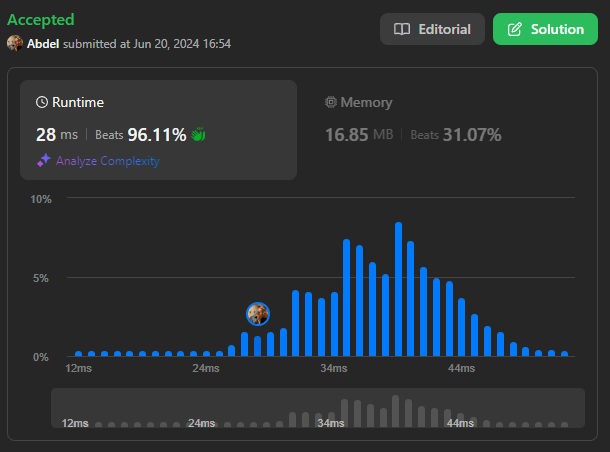 Accepted
Abdel submitted at Jun 20, 2024 16:54
Editorial
Solution
Runtime
28 ms | Beats 96.11%
Analyze Complexity
Memory
16.85 MB | Beats 31.07%
10%
5%
0%
12ms 24ms 34ms 44ms
12ms 24ms 34ms 44ms